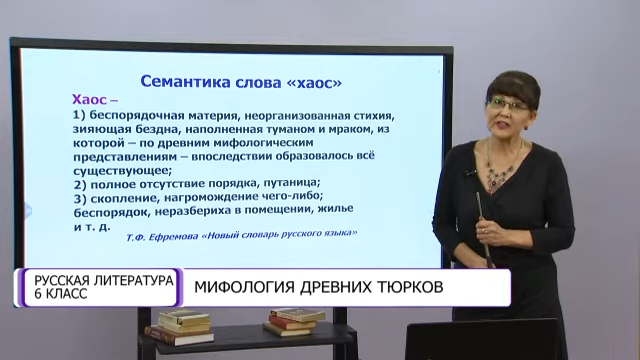 Семантика слова «хаос»
Хаос –
1) беспорядочная материя, неорганизованная стихия,
зияющая бездна, наполненная туманом и мраком, из
которой – по древним мифологическим
представлениям – впоследствии образовалось всё
существующее;
2) полное отсутствие порядка, путаница;
3) скопление, нагромождение чего-либо;
беспорядок, неразбериха в помещении, жилье
и т. д.
Т.Ф. Ефремова «Новый словарь русского языка»
РУССКАЯ ЛИТЕРАТУРА
6 КЛАСС
МИФОЛОГИЯ ДРЕВНИХ ТЮРКОВ